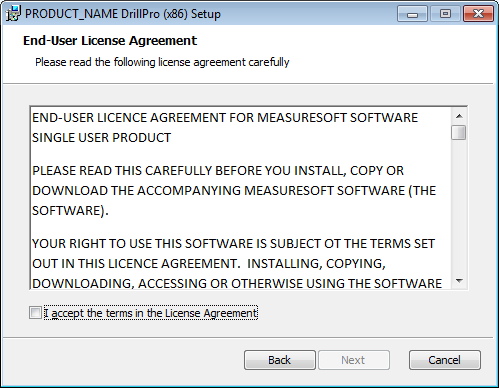 PRODUCT_NAME DrillPro (x86) Setup
End-User License Agreement
Please read the following license agreement carefully
END-USER LICENCE AGREEMENT FOR MEASURESOFT SOFTWARE
SINGLE USER PRODUCT
PLEASE READ THIS CAREFULLY BEFORE YOU INSTALL, COPY OR
DOWNLOAD THE ACCOMPANYING MEASURESOFT SOFTWARE (THE
SOFTWARE).
YOUR RIGHT TO USE THIS SOFTWARE IS SUBJECT OT THE TERMS SET
OUT IN THIS LICENCE AGREEMENT.  INSTALLING, COPYING,
DOWNLOADING, ACCESSING OR OTHERWISE USING THE SOFTWARE
I accept the terms in the License Agreement
Back Next Cancel